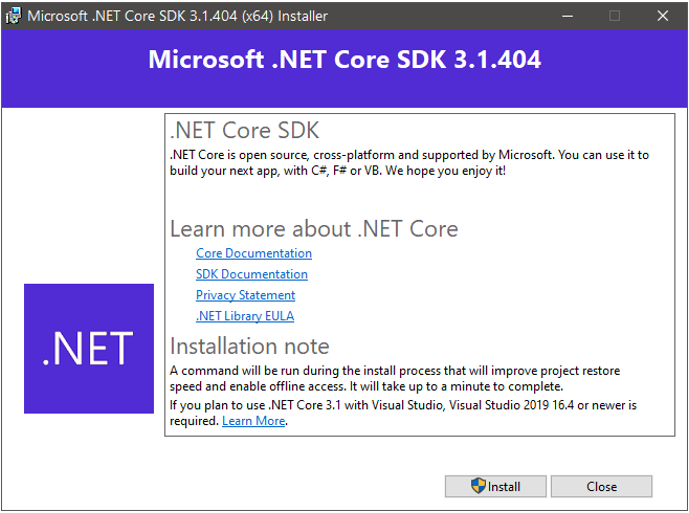 Microsoft .NET Core SDK 3.1.404 (x64) Installer
Microsoft .NET Core SDK 3.1.404
.NET Core SDK
.NET Core is open source, cross-platform and supported by Microsoft. You can use it to
build your next app, with C#, F# or VB. We hope you enjoy it!
Learn more about .NET Core
Core Documentation
SDK Documentation
Privacy Statement
.NET Library EULA
.NET
Installation note
A command will be run during the install process that will improve project restore
speed and enable offline access. It will take up to a minute to complete.
If you plan to use .NET Core 3.1 with Visual Studio, Visual Studio 2019 16.4 or newer is
required. Learn More.
Install
Close